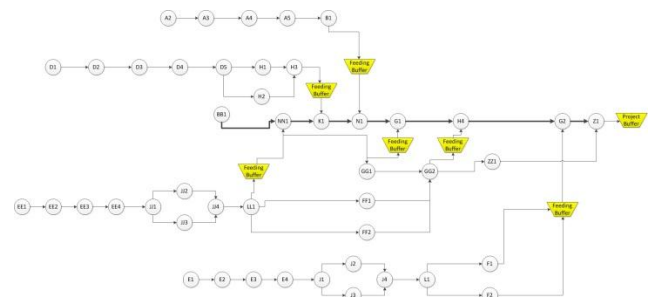 A2 A3 A4 A5 B1
Feeding
Buffer
D1 D2 D3 D4 D5 H1 H3
Feeding
Buffer
H2
BB1 NN1 K1 N1 G1 H4 G2 Z1 Project
Buffer
Feeding
Buffer
Feeding
Buffer
Feeding
Buffer
GG1 GG2 ZZ1
JJ2
EE1 EE2 EE3 EE4 JJ1 JJ4 LL1 FF1
JJ3
FF2
Feeding
Buffer
J2 F1
E1 E2 E3 E4 J1 J4 L1
J3 F2